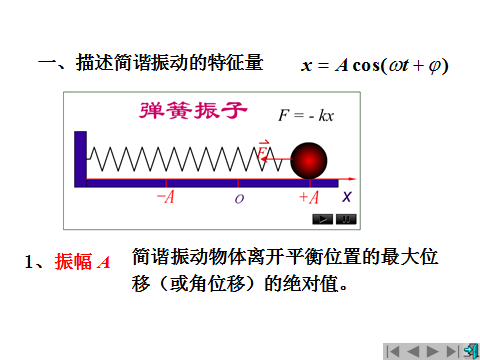 一、描述简谐振动的特征量 x = A cos(ωt + φ)
弹簧振子 F = - kx
F
−A o +A x
1、振幅 A 简谐振动物体离开平衡位置的最大位
移（或角位移）的绝对值。